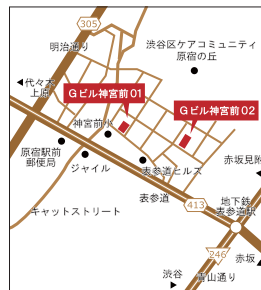 305
明治通り
渋谷区ケアコミュニティ
原宿の丘
代々木
上原
Gビル神宮前01
Gビル神宮前02
神宮前小
赤坂見附
原宿駅前
郵便局
ジャイル
表参道ヒルズ
表参道
413
地下鉄
表参道駅
キャットストリート
246
赤坂
渋谷
青山通り